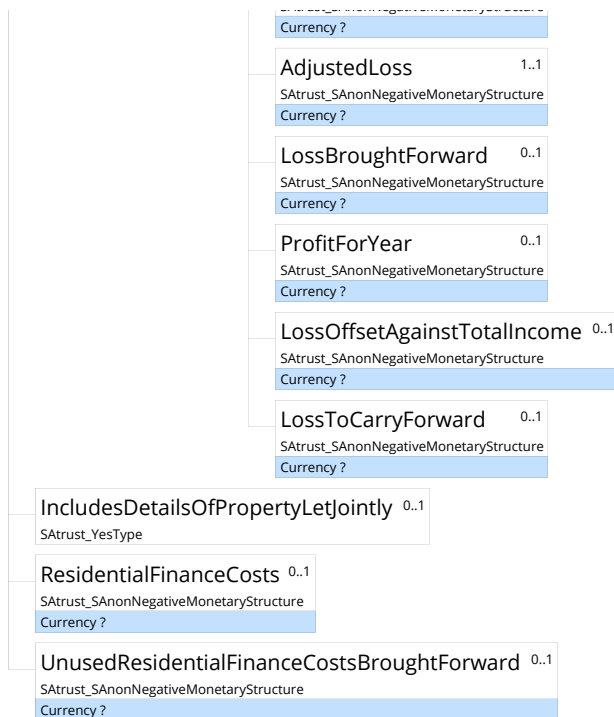 Currency ?
AdjustedLoss 1..1
SAtrust_SAnonNegativeMonetaryStructure
Currency ?
LossBroughtForward 0..1
SAtrust_SAnonNegativeMonetaryStructure
Currency ?
ProfitForYear 0..1
SAtrust_SAnonNegativeMonetaryStructure
Currency ?
LossOffsetAgainstTotalIncome 0..1
SAtrust_SAnonNegativeMonetaryStructure
Currency ?
LossToCarryForward 0..1
SAtrust_SAnonNegativeMonetaryStructure
Currency ?
IncludesDetailsOfPropertyLetJointly 0..1
SAtrust_YesType
ResidentialFinanceCosts 0..1
SAtrust_SAnonNegativeMonetaryStructure
Currency ?
UnusedResidentialFinanceCostsBroughtForward 0..1
SAtrust_SAnonNegativeMonetaryStructure
Currency ?